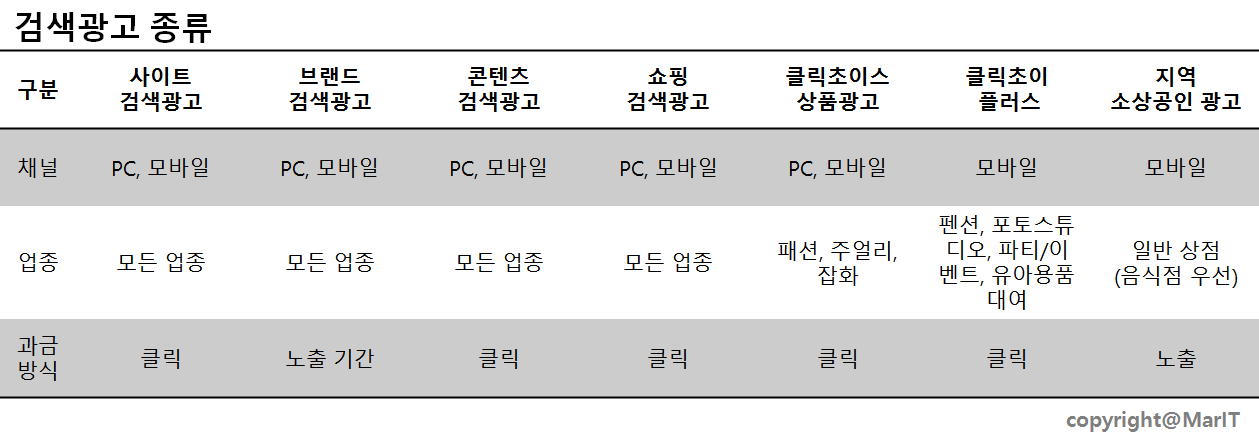 검색광고 종류
구분 사이트 검색광고 브랜드 검색광고 콘텐츠 검색광고 쇼핑 검색광고 클릭초이스 상품광고 클릭초이 플러스 지역 소상공인 광고
채널 PC, 모바일 PC, 모바일 PC, 모바일 PC, 모바일 PC, 모바일 모바일 모바일
업종 모든 업종 모든 업종 모든 업종 모든 업종 패션, 주얼리, 잡화 펜션, 포토스튜디오, 파티/이벤트, 유아용품 대여 일반 상점 (음식점 우선)
과금 방식 클릭 노출 기간 클릭 클릭 클릭 클릭 노출
copyright@MarIT